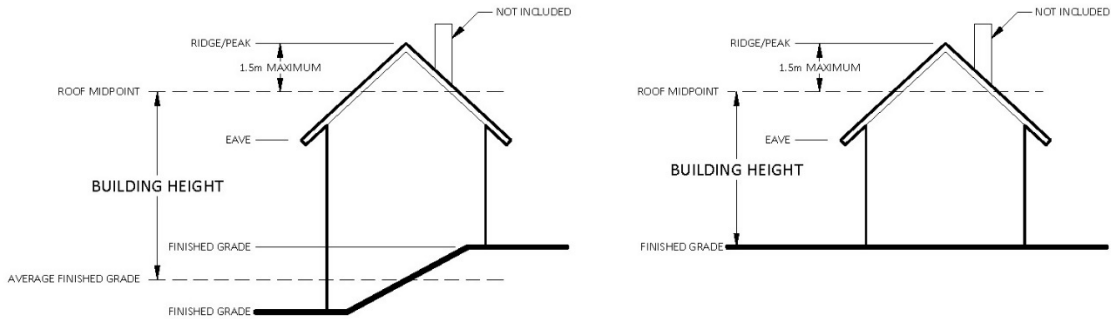 NOT INCLUDED
RIDGE/PEAK
1.5m MAXIMUM
ROOF MIDPOINT
EAVE
BUILDING HEIGHT
FINISHED GRADE
AVERAGE FINISHED GRADE
FINISHED GRADE
NOT INCLUDED
RIDGE/PEAK
1.5m MAXIMUM
ROOF MIDPOINT
EAVE
BUILDING HEIGHT
FINISHED GRADE